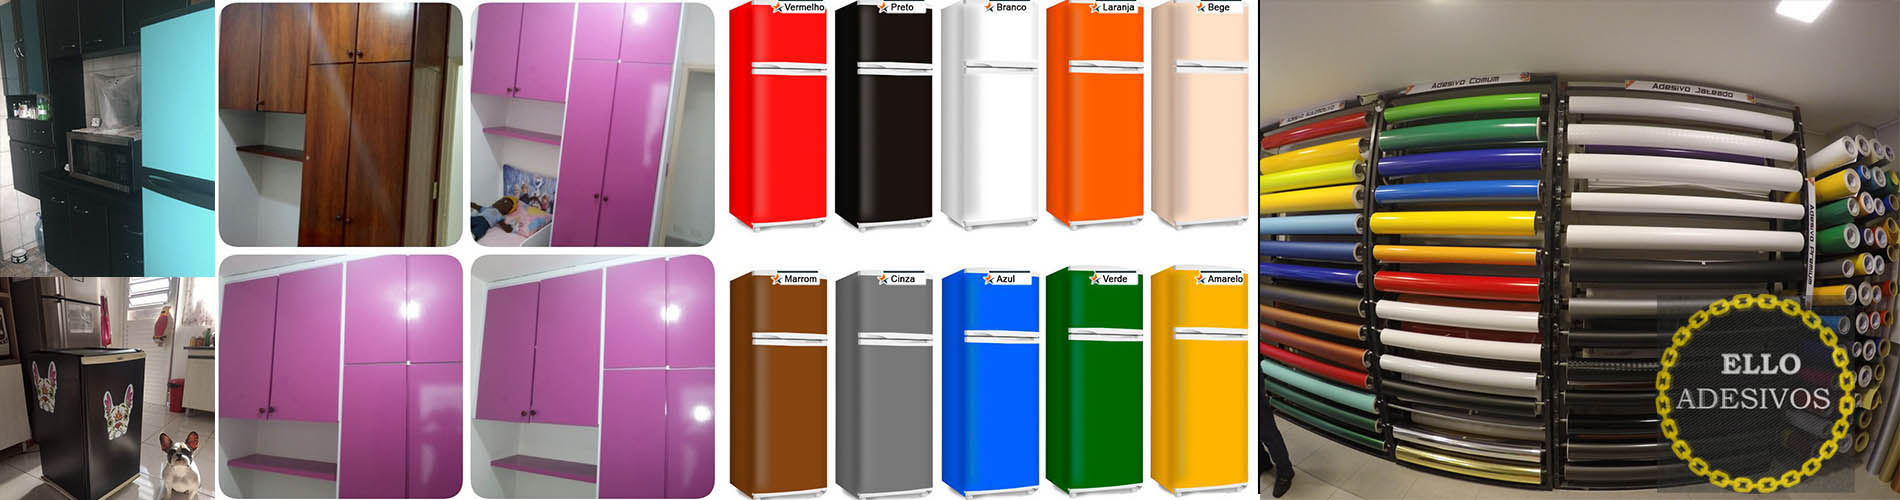 Vermelho
Preto
Branco
Laranja
Bege
Marrom
Cinza
Azul
Verde
Amarelo
Adesivo Comum
Adesivo Jateado
Adesivo Premium
ELLO
ADESIVOS